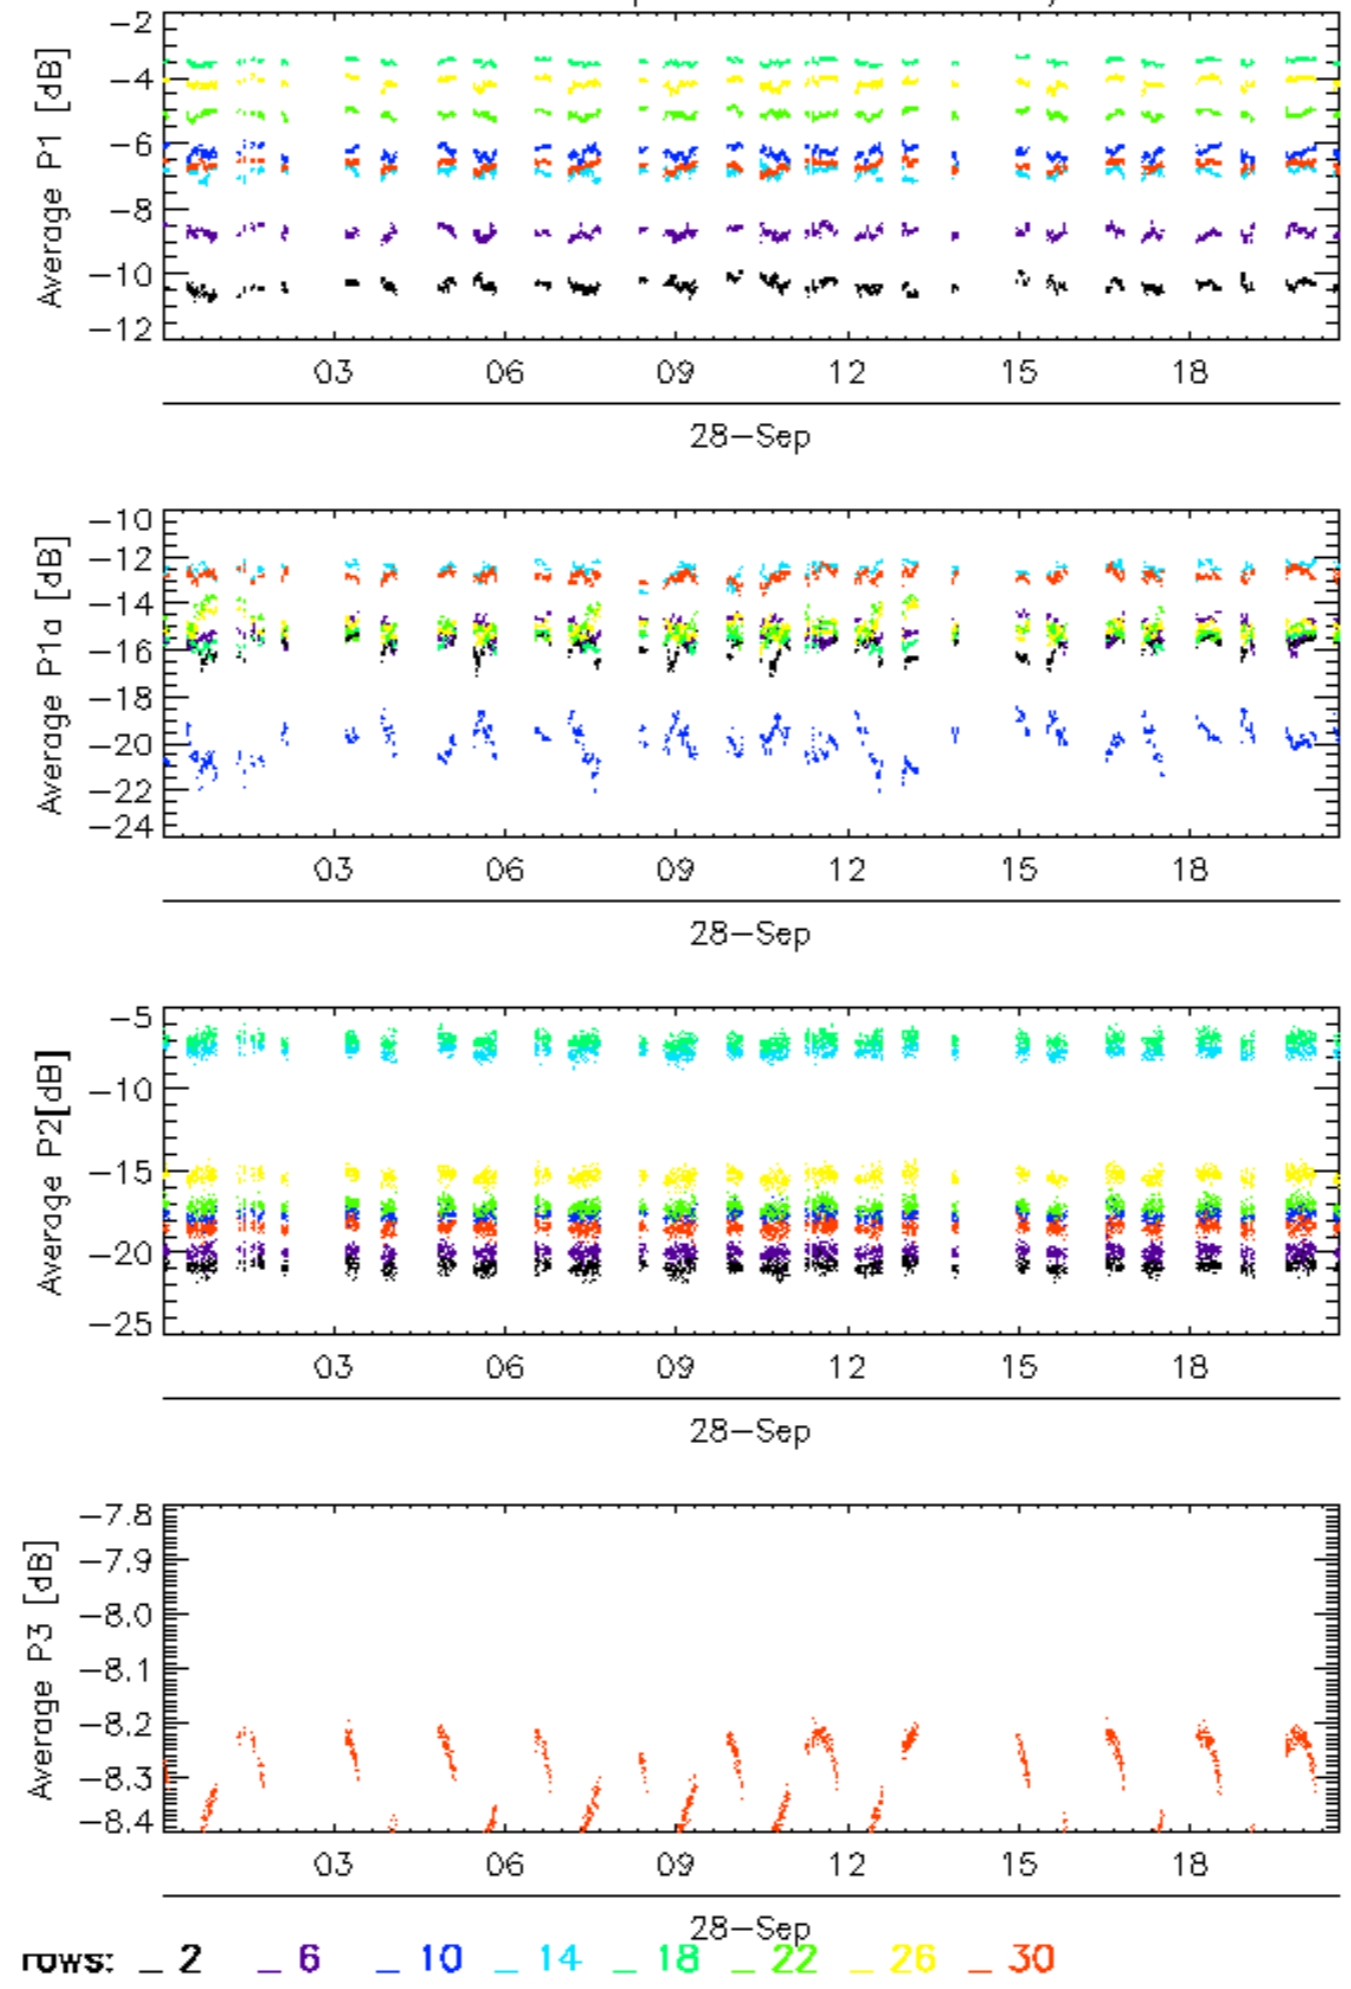 -2
-4
-6
-8
-10
-12
Average P1 [dB]
03 06 09 12 15 18
28-Sep
-10
-12
-14
-16
-18
-20
-22
-24
Average P1a [dB]
03 06 09 12 15 18
28-Sep
-5
-10
-15
-20
-25
Average P2[dB]
03 06 09 12 15 18
28-Sep
-7.8
-7.9
-8.0
-8.1
-8.2
-8.3
-8.4
Average P3 [dB]
03 06 09 12 15 18
28-Sep
rows: _ 2 _ 6 _ 10 _ 14 _ 18 _ 22 _ 26 _ 30